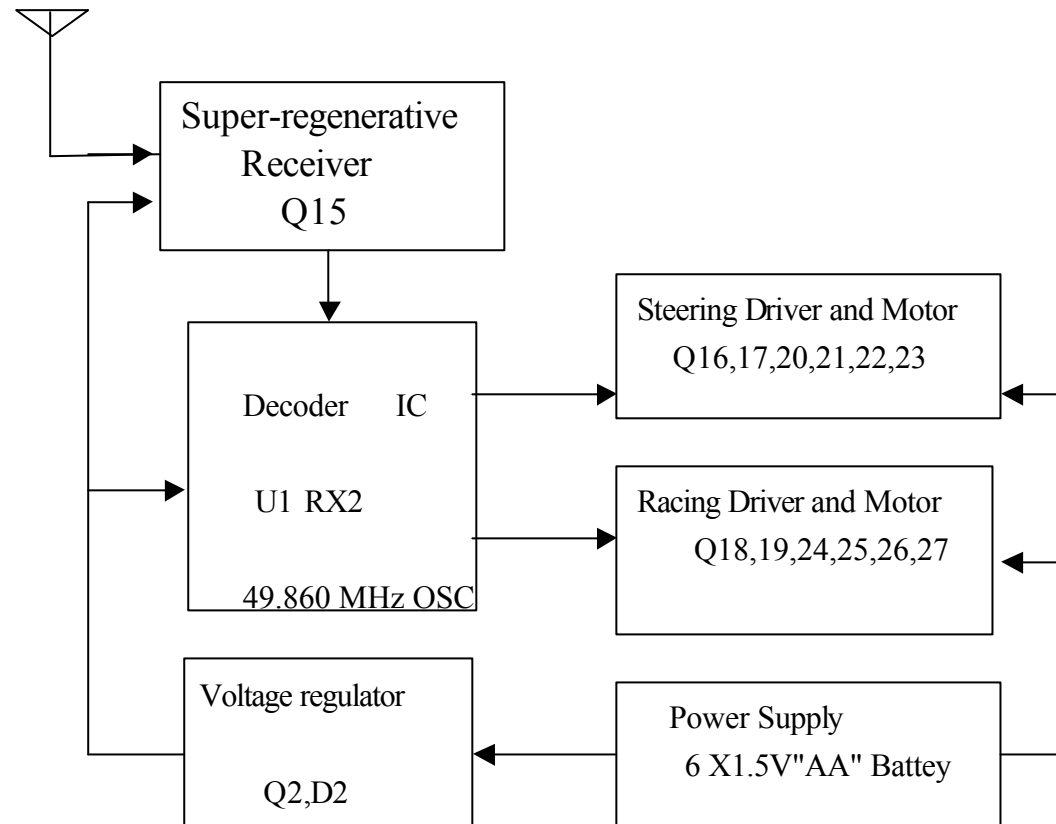 Super-regenerative
Receiver
Q15
Steering Driver and Motor
Q16,17,20,21,22,23
Decoder IC
U1 RX2
49.860 MHz OSC
Racing Driver and Motor
Q18,19,24,25,26,27
Voltage regulator
Q2,D2
Power Supply
6 X1.5V"AA" Battey